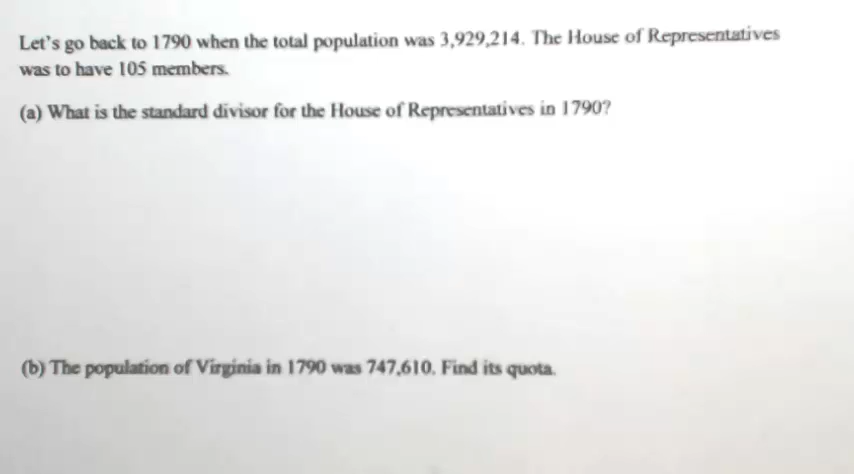 Let's go back to 1790 when the total population was 3,929,214. The House of Representatives
was to have 105 members.
(a) What is the standard divisor for the House of Representatives in 1790?
(b) The population of Virginia in 1790 was 747,610. Find its quota.